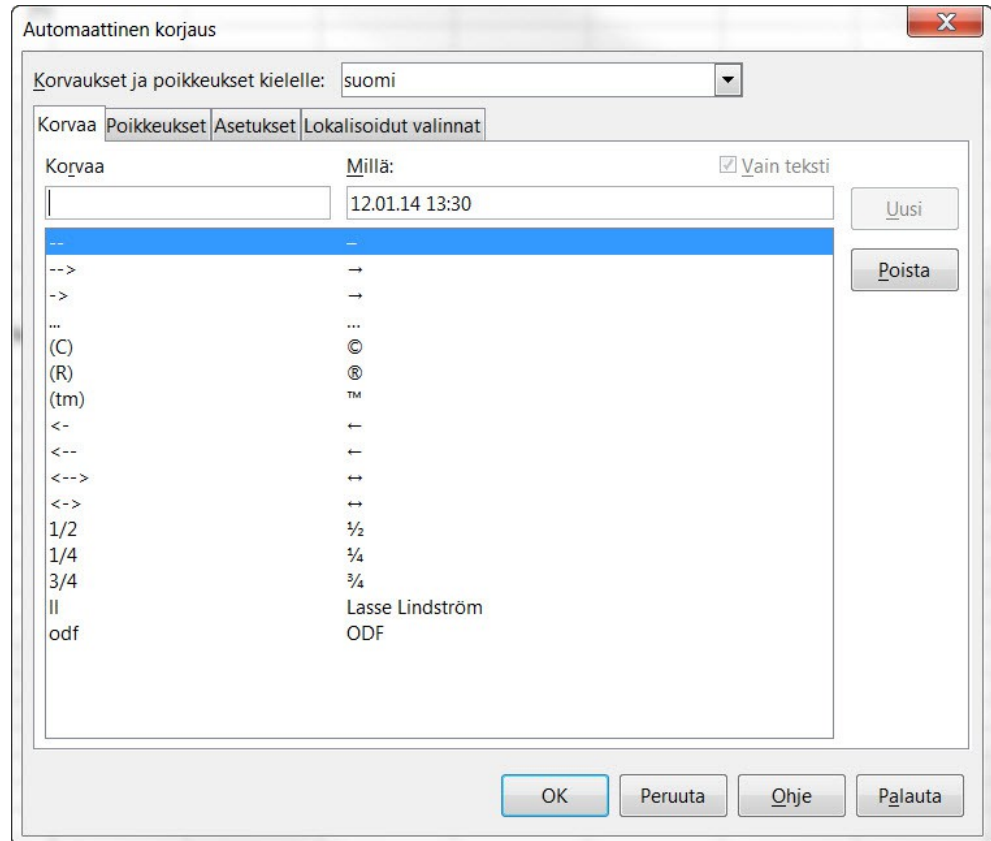 Automaattinen korjaus
Korvaukset ja poikkeukset kielelle: suomi
Korvaa Poikkeukset Asetukset Lokalisoidut valinnat
Korvaa Millä: Vain teksti
12.01.14 13:30 Uusi
-- –
--> → Poista
-> →
... …
(C) ©
(R) ®
(tm) ™
<- ←
<-- ←
<--> ↔
<-> ↔
1/2 ½
1/4 ¼
3/4 ¾
ll Lasse Lindström
odf ODF
OK Peruuta Ohje Palauta